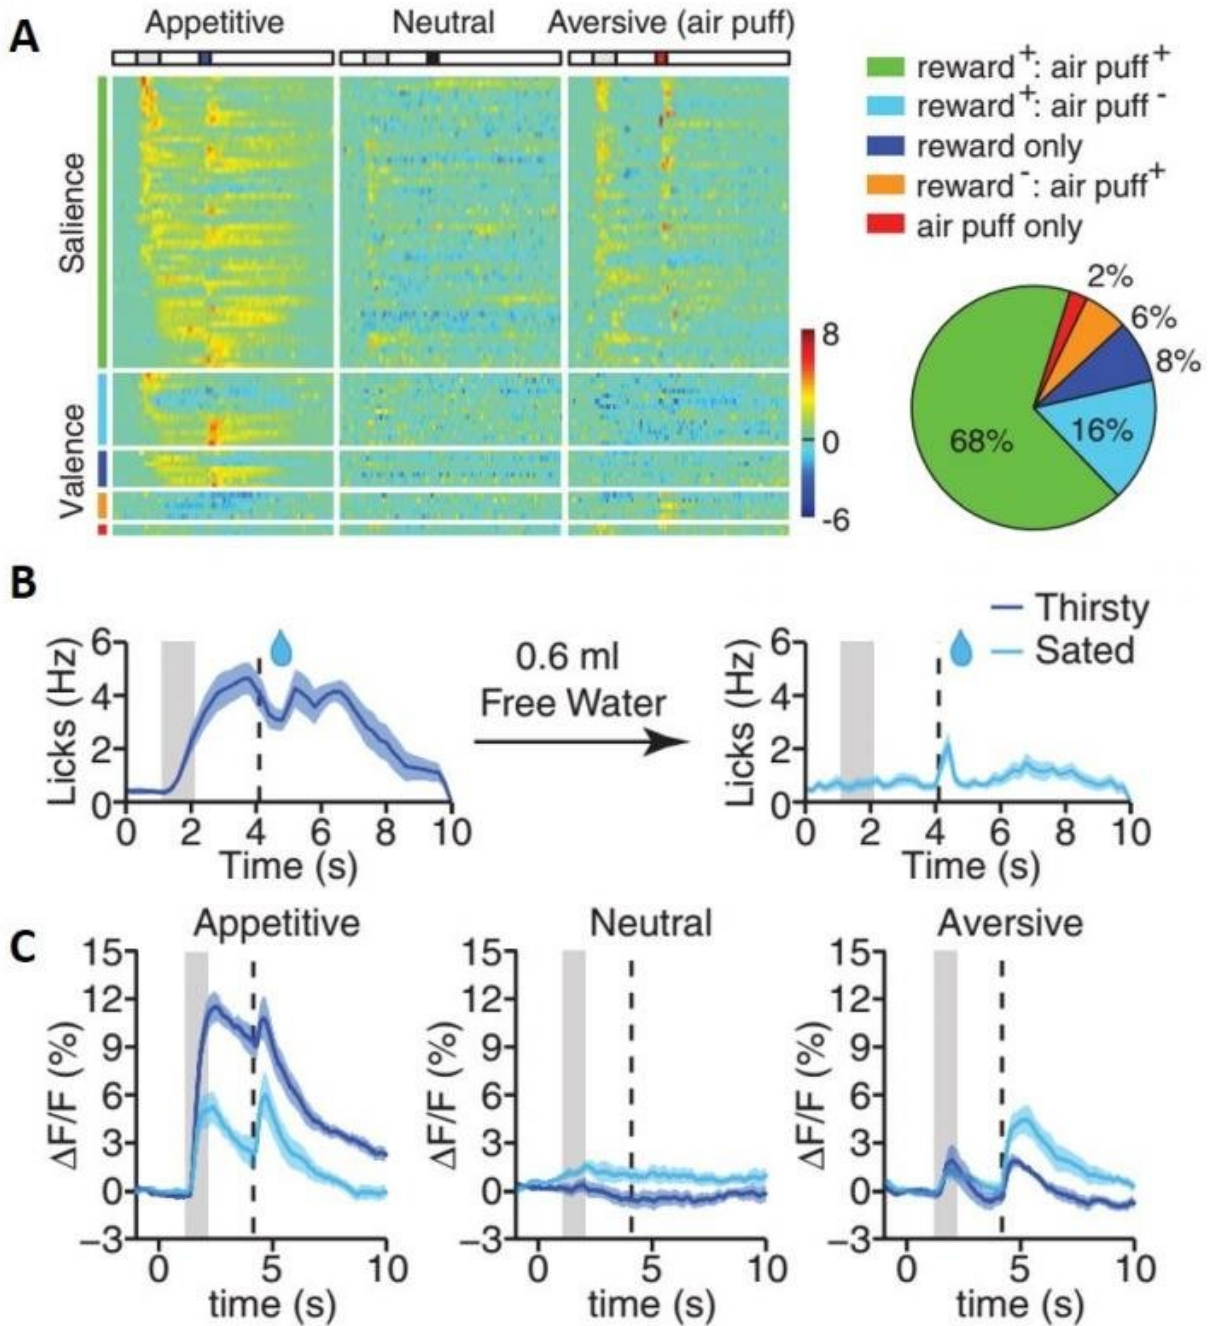 A
Appetitive
Neutral
Aversive (air puff)
Salience
Valence
8
0
-6
reward+: air puff+
reward+: air puff-
reward only
reward-: air puff+
air puff only
2%
6%
8%
16%
68%
B
Licks (Hz)
6
4
2
0
0 2 4 6 8 10
Time (s)
0.6 ml
Free Water
Thirsty
Sated
Licks (Hz)
6
4
2
0
0 2 4 6 8 10
Time (s)
C
Appetitive
ΔF/F (%)
15
12
9
6
3
0
−3
0 5 10
time (s)
Neutral
ΔF/F (%)
15
12
9
6
3
0
−3
0 5 10
time (s)
Aversive
ΔF/F (%)
15
12
9
6
3
0
−3
0 5 10
time (s)